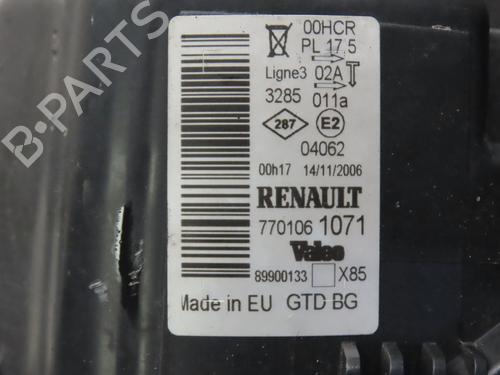 00HCR
PL 17.5
Ligne3 02A
3285 011a
287 E2
04062
00h17 14/11/2006
RENAULT
770106 1071
Valeo
89900133 X85
Made in EU GTD BG
B-PARTS